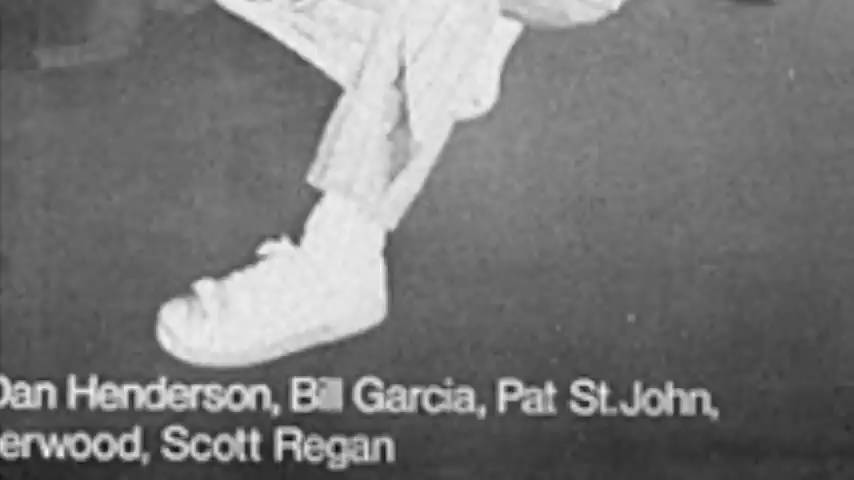 Dan Henderson, Bill Garcia, Pat St.John,
erwood, Scott Regan